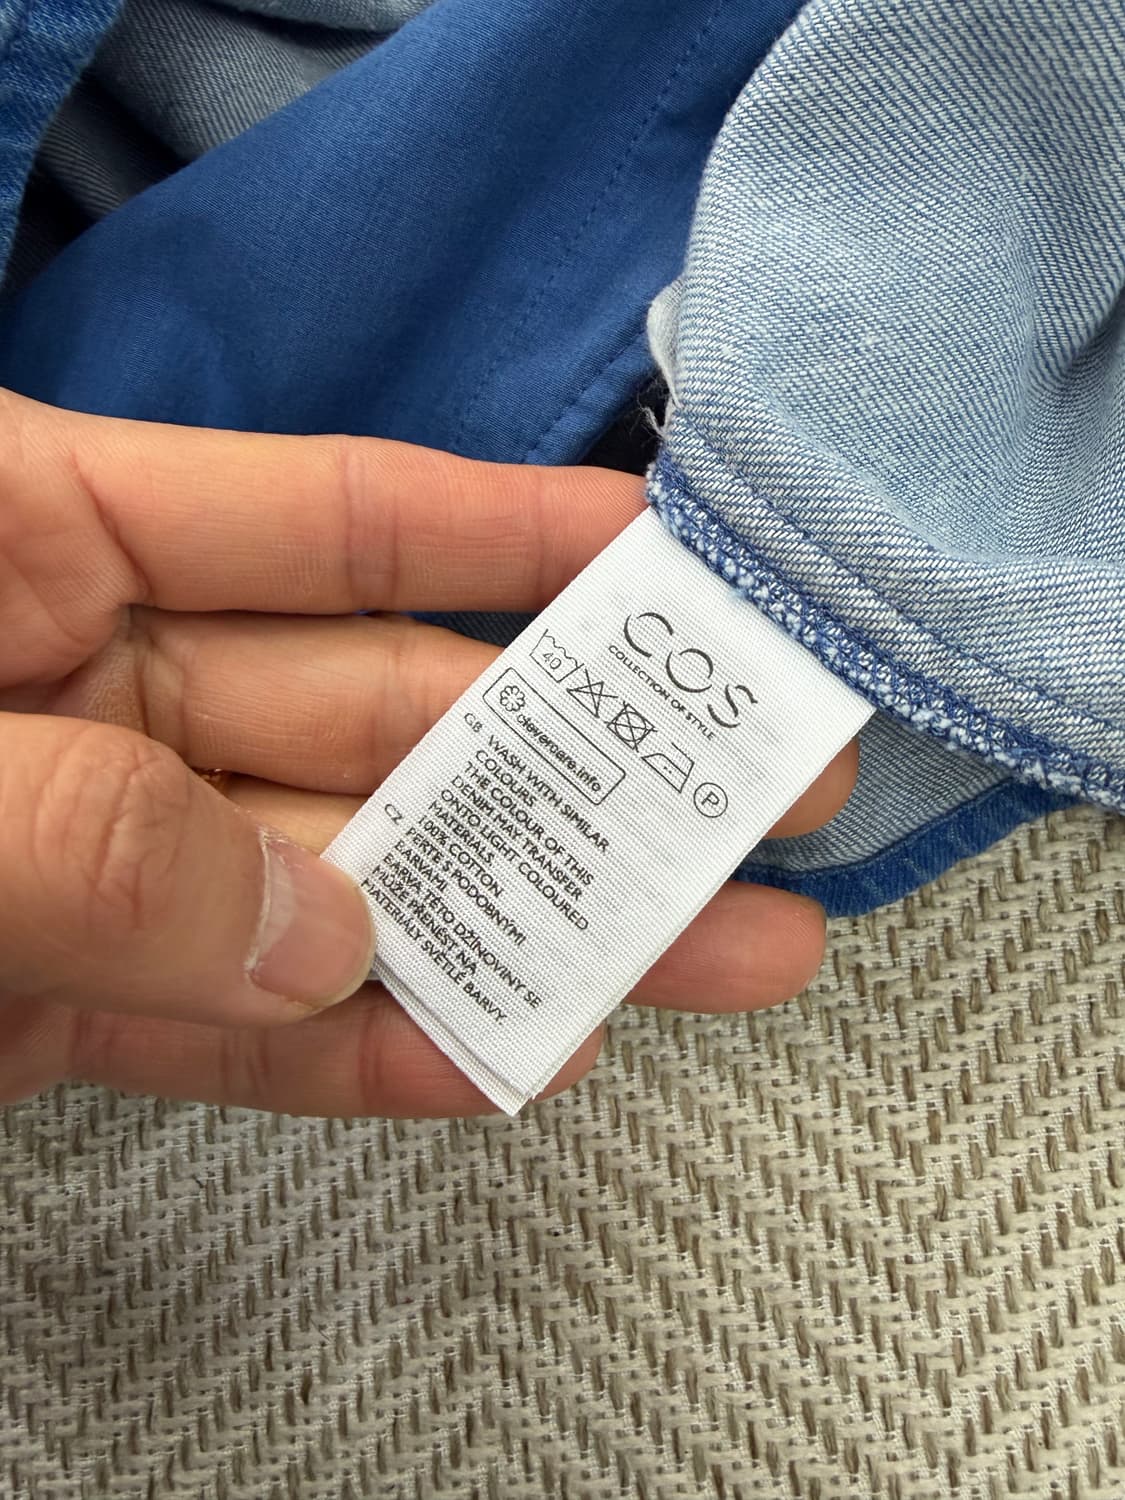 COS
COLLECTION OF STYLE
40
P
clevercare.info
GB WASH WITH SIMILAR
COLOURS
THE COLOUR OF THIS
DENIM MAY TRANSFER
ONTO LIGHT COLOURED
MATERIALS.
100% COTTON.
CZ PERTE S PODOBNÝMI
BARVAMI.
BARVA TÉTO DŽÍNOVINY SE
MŮŽE PŘENÉST NA
MATERIÁLY SVĚTLÉ BARVY.